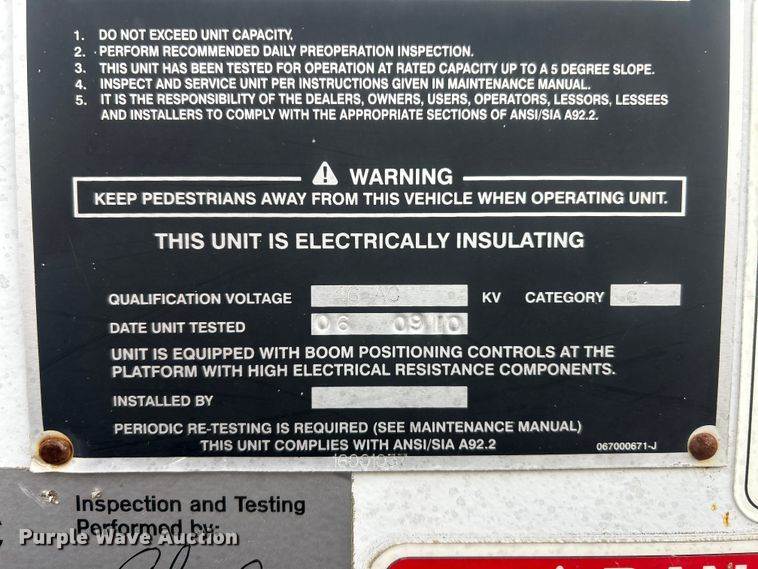 1. DO NOT EXCEED UNIT CAPACITY.
2. PERFORM RECOMMENDED DAILY PREOPERATION INSPECTION.
3. THIS UNIT HAS BEEN TESTED FOR OPERATION AT RATED CAPACITY UP TO A 5 DEGREE SLOPE.
4. INSPECT AND SERVICE UNIT PER INSTRUCTIONS GIVEN IN MAINTENANCE MANUAL.
5. IT IS THE RESPONSIBILITY OF THE DEALERS, OWNERS, USERS, OPERATORS, LESSORS, LESSEES
AND INSTALLERS TO COMPLY WITH THE APPROPRIATE SECTIONS OF ANSI/SIA A92.2.
WARNING
KEEP PEDESTRIANS AWAY FROM THIS VEHICLE WHEN OPERATING UNIT.
THIS UNIT IS ELECTRICALLY INSULATING
QUALIFICATION VOLTAGE AC KV CATEGORY C
DATE UNIT TESTED 06 0910
UNIT IS EQUIPPED WITH BOOM POSITIONING CONTROLS AT THE
PLATFORM WITH HIGH ELECTRICAL RESISTANCE COMPONENTS.
INSTALLED BY
PERIODIC RE-TESTING IS REQUIRED (SEE MAINTENANCE MANUAL)
THIS UNIT COMPLIES WITH ANSI/SIA A92.2 067000671-J
Inspection and Testing
Performed by:
Purple Wave Auction